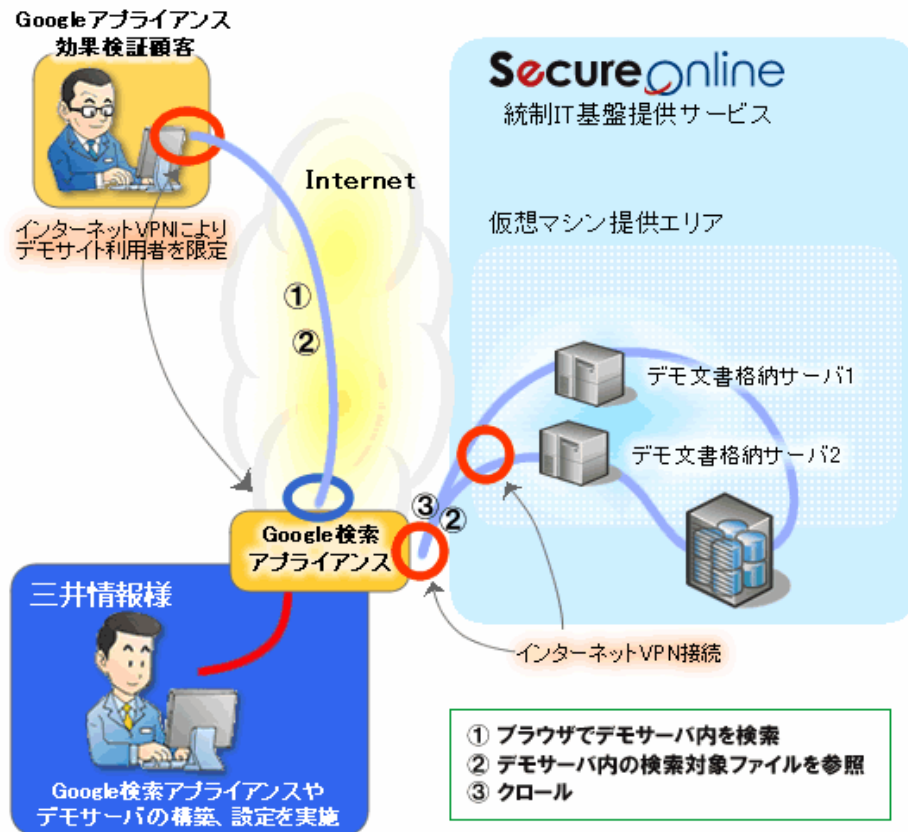 Googleアプライアンス
効果検証顧客
SecureOnline
統制IT基盤提供サービス
Internet
仮想マシン提供エリア
インターネットVPNにより
デモサイト利用者を限定
①
②
デモ文書格納サーバ1
デモ文書格納サーバ2
③
②
Google検索
アプライアンス
三井情報様
インターネットVPN接続
① ブラウザでデモサーバ内を検索
② デモサーバ内の検索対象ファイルを参照
③ クロール
Google検索アプライアンスや
デモサーバの構築、設定を実施